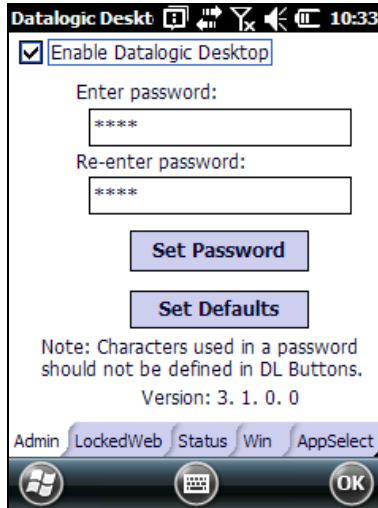 Datalogic Deskt 10:33
Enable Datalogic Desktop
Enter password:
****
Re-enter password:
****
Set Password
Set Defaults
Note: Characters used in a password
should not be defined in DL Buttons.
Version: 3. 1. 0. 0
Admin LockedWeb Status Win AppSelect
OK